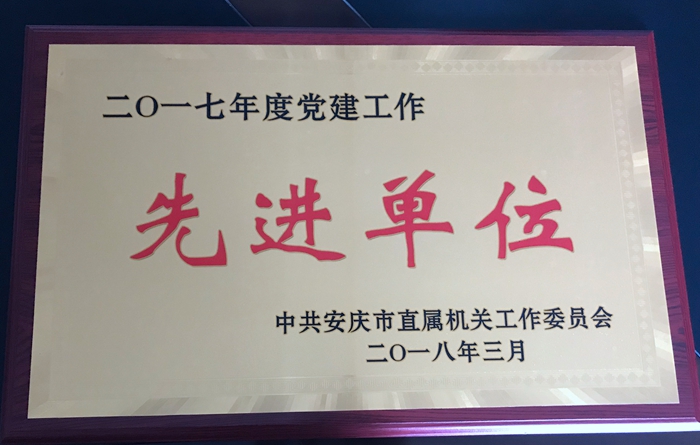 二〇一七年度党建工作
先进单位
中共安庆市直属机关工作委员会
二〇一八年三月